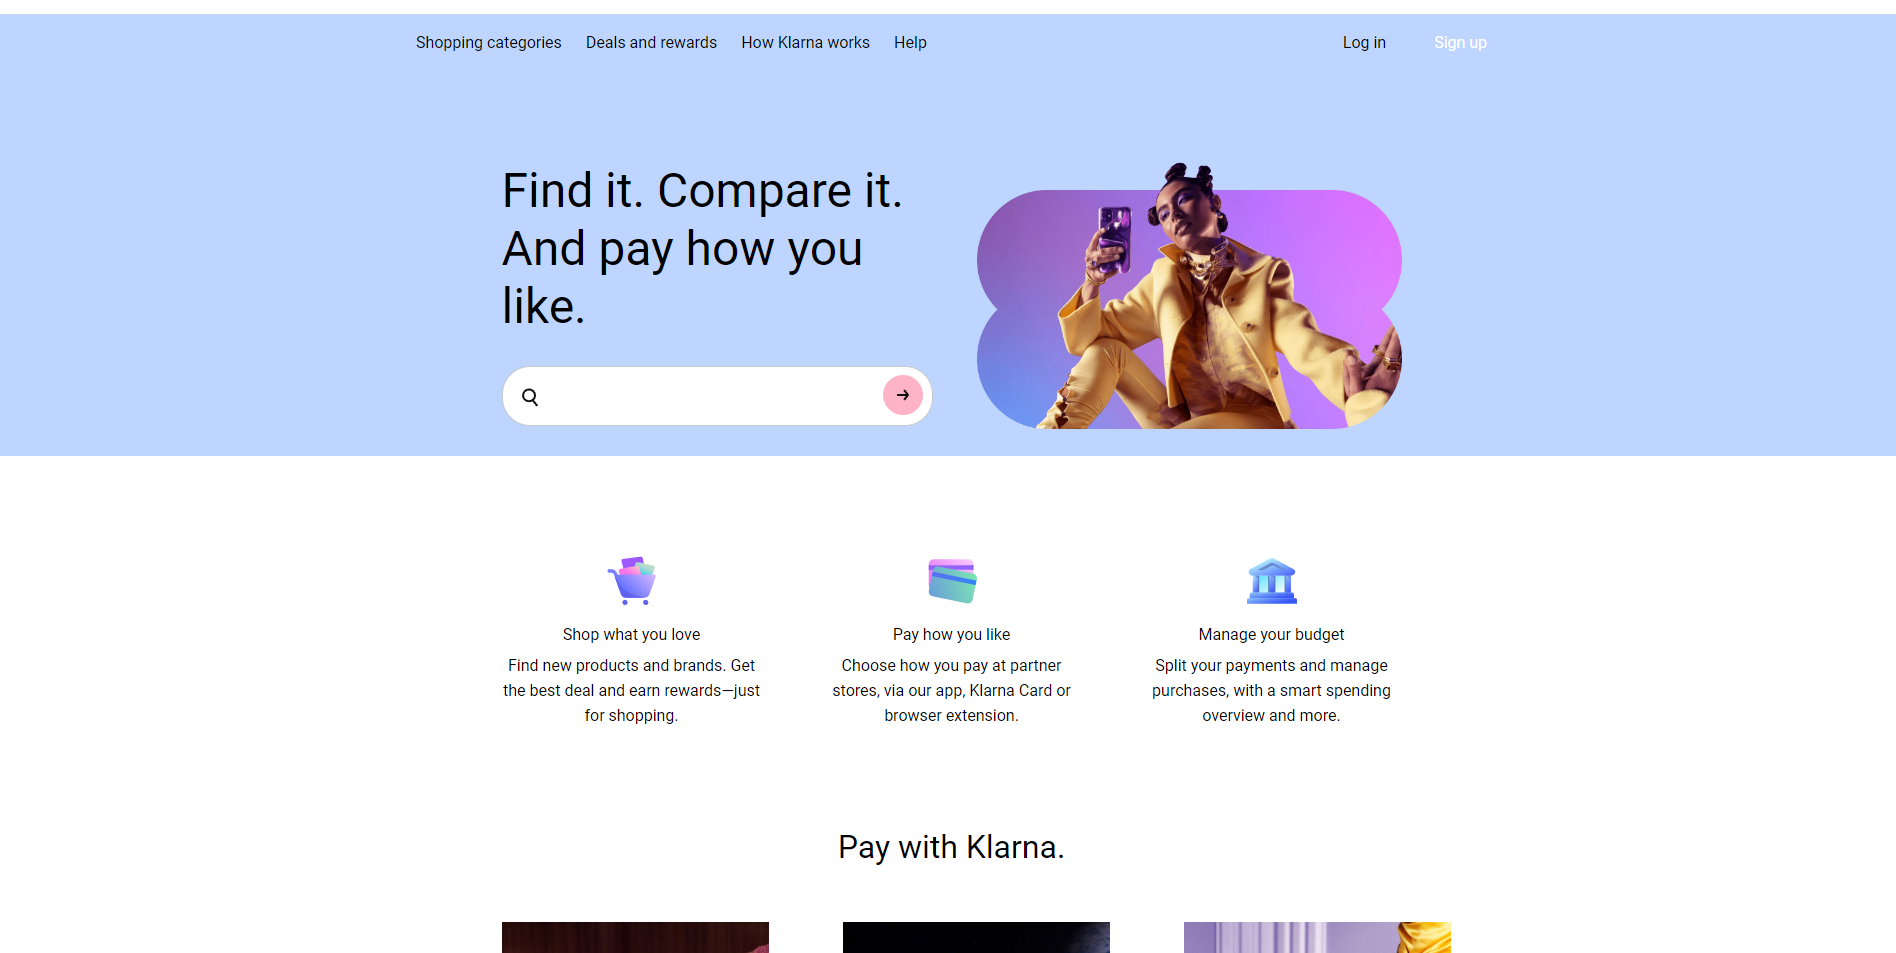 Shopping categories Deals and rewards How Klarna works Help Log in Sign up
Find it. Compare it.
And pay how you
like.
Shop what you love
Find new products and brands. Get
the best deal and earn rewards—just
for shopping.
Pay how you like
Choose how you pay at partner
stores, via our app, Klarna Card or
browser extension.
Manage your budget
Split your payments and manage
purchases, with a smart spending
overview and more.
Pay with Klarna.